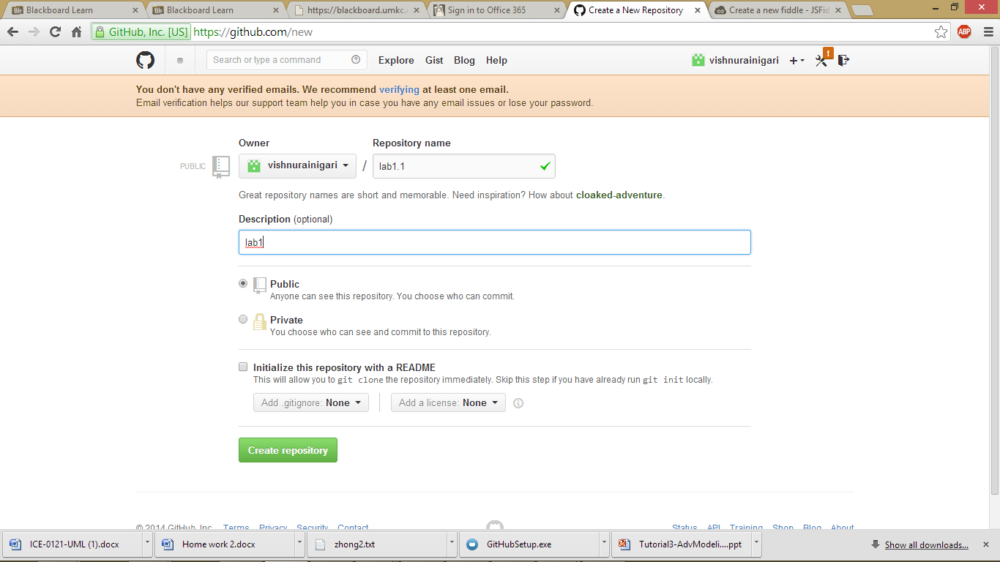 Blackboard Learn
Blackboard Learn
https://blackboard.umkc.
Sign in to Office 365
Create a New Repository
Create a new fiddle - JSFid
GitHub, Inc. [US] https://github.com/new
ABP
Search or type a command
Explore Gist Blog Help
vishnurainigari
You don't have any verified emails. We recommend verifying at least one email.
Email verification helps our support team help you in case you have any email issues or lose your password.
Owner
Repository name
PUBLIC
vishnurainigari / lab1.1
Great repository names are short and memorable. Need inspiration? How about cloaked-adventure.
Description (optional)
lab1
Public
Anyone can see this repository. You choose who can commit.
Private
You choose who can see and commit to this repository.
Initialize this repository with a README
This will allow you to git clone the repository immediately. Skip this step if you have already run git init locally.
Add .gitignore: None
Add a license: None
Create repository
© 2014 GitHub, Inc. Terms Privacy Security Contact
Status API Training Shop Blog About
ICE-0121-UML (1).docx
Home work 2.docx
zhong2.txt
GitHubSetup.exe
Tutorial3-AdvModeli....ppt
Show all downloads...